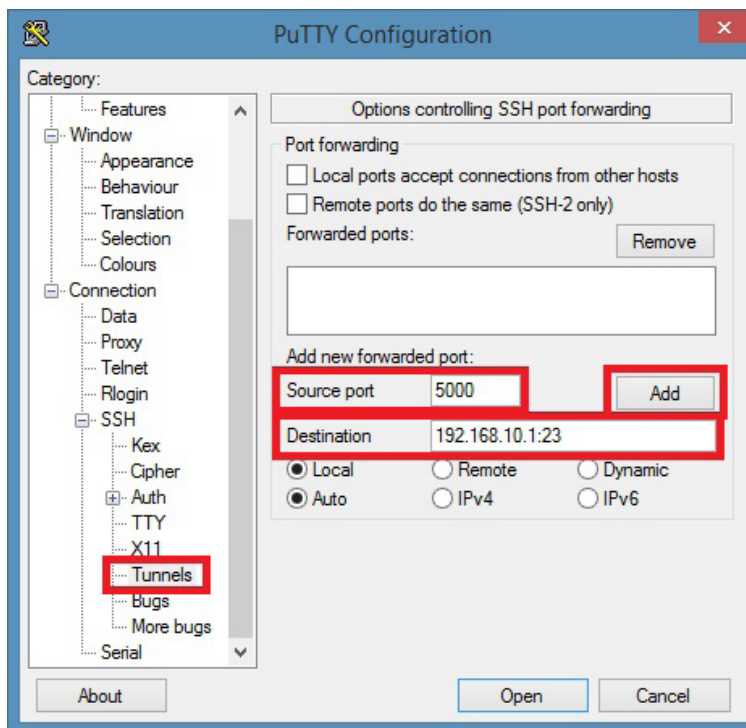 PuTTY Configuration
Category:
Features
Window
Appearance
Behaviour
Translation
Selection
Colours
Connection
Data
Proxy
Telnet
Rlogin
SSH
Kex
Cipher
Auth
TTY
X11
Tunnels
Bugs
More bugs
Serial
Options controlling SSH port forwarding
Port forwarding
Local ports accept connections from other hosts
Remote ports do the same (SSH-2 only)
Forwarded ports:
Remove
Add new forwarded port:
Source port 5000 Add
Destination 192.168.10.1:23
Local Remote Dynamic
Auto IPv4 IPv6
About Open Cancel